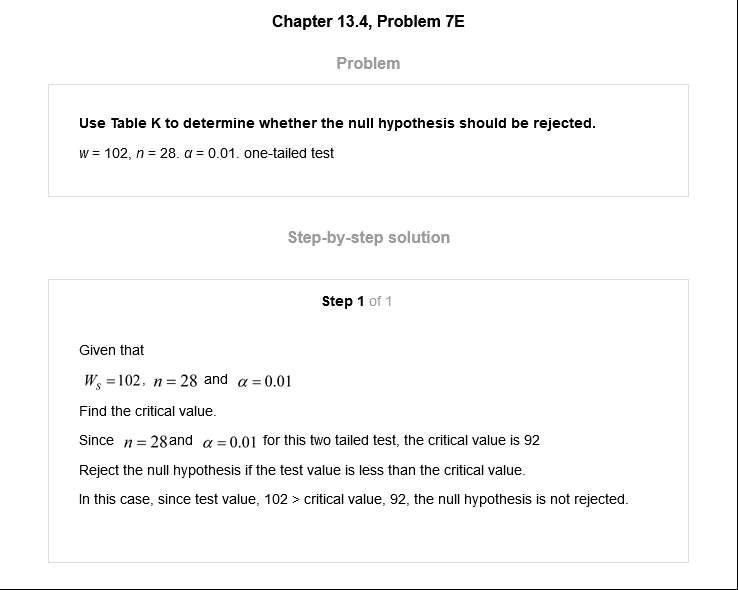 Chapter 13.4, Problem 7E
Problem
Use Table K to determine whether the null hypothesis should be rejected.
w = 102, n = 28. α = 0.01. one-tailed test
Step-by-step solution
Step 1 of 1
Given that
Wₛ = 102, n = 28 and α = 0.01
Find the critical value.
Since n = 28 and α = 0.01 for this two tailed test, the critical value is 92
Reject the null hypothesis if the test value is less than the critical value.
In this case, since test value, 102 > critical value, 92, the null hypothesis is not rejected.